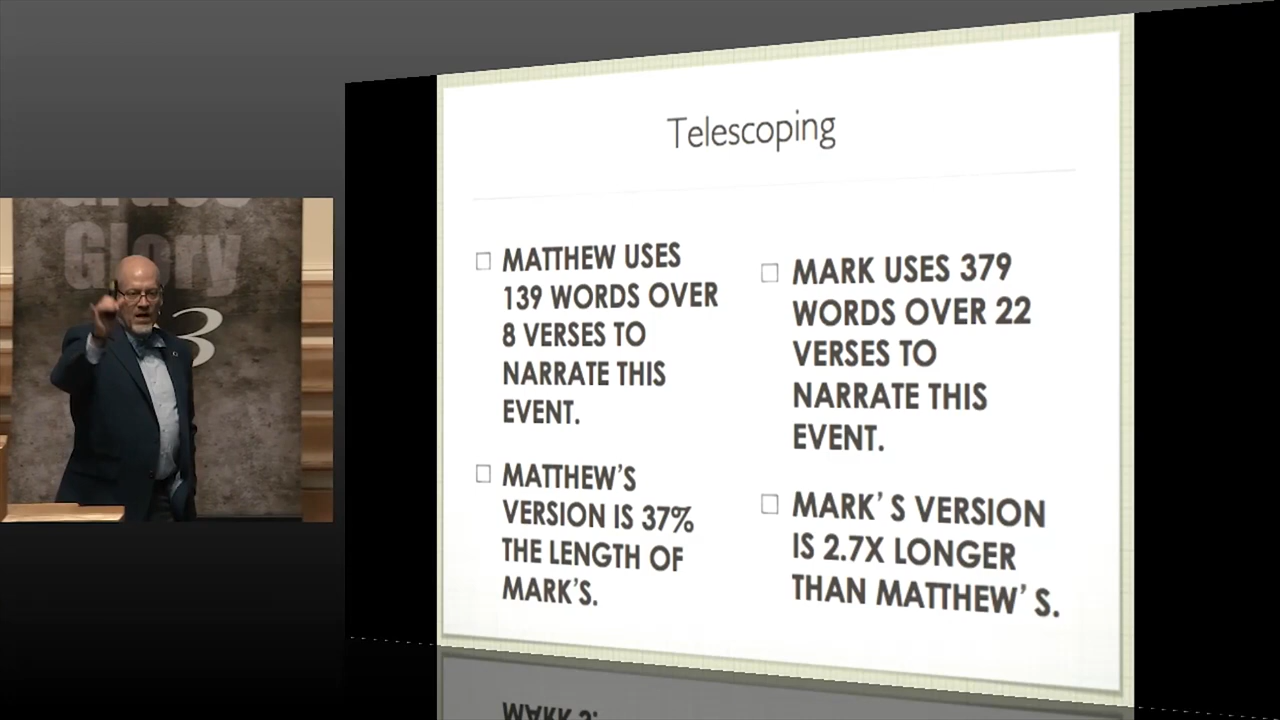 Glory
3
Telescoping
MATTHEW USES
139 WORDS OVER
8 VERSES TO
NARRATE THIS
EVENT.
MATTHEW'S
VERSION IS 37%
THE LENGTH OF
MARK'S.
MARK USES 379
WORDS OVER 22
VERSES TO
NARRATE THIS
EVENT.
MARK' S VERSION
IS 2.7X LONGER
THAN MATTHEW' S.